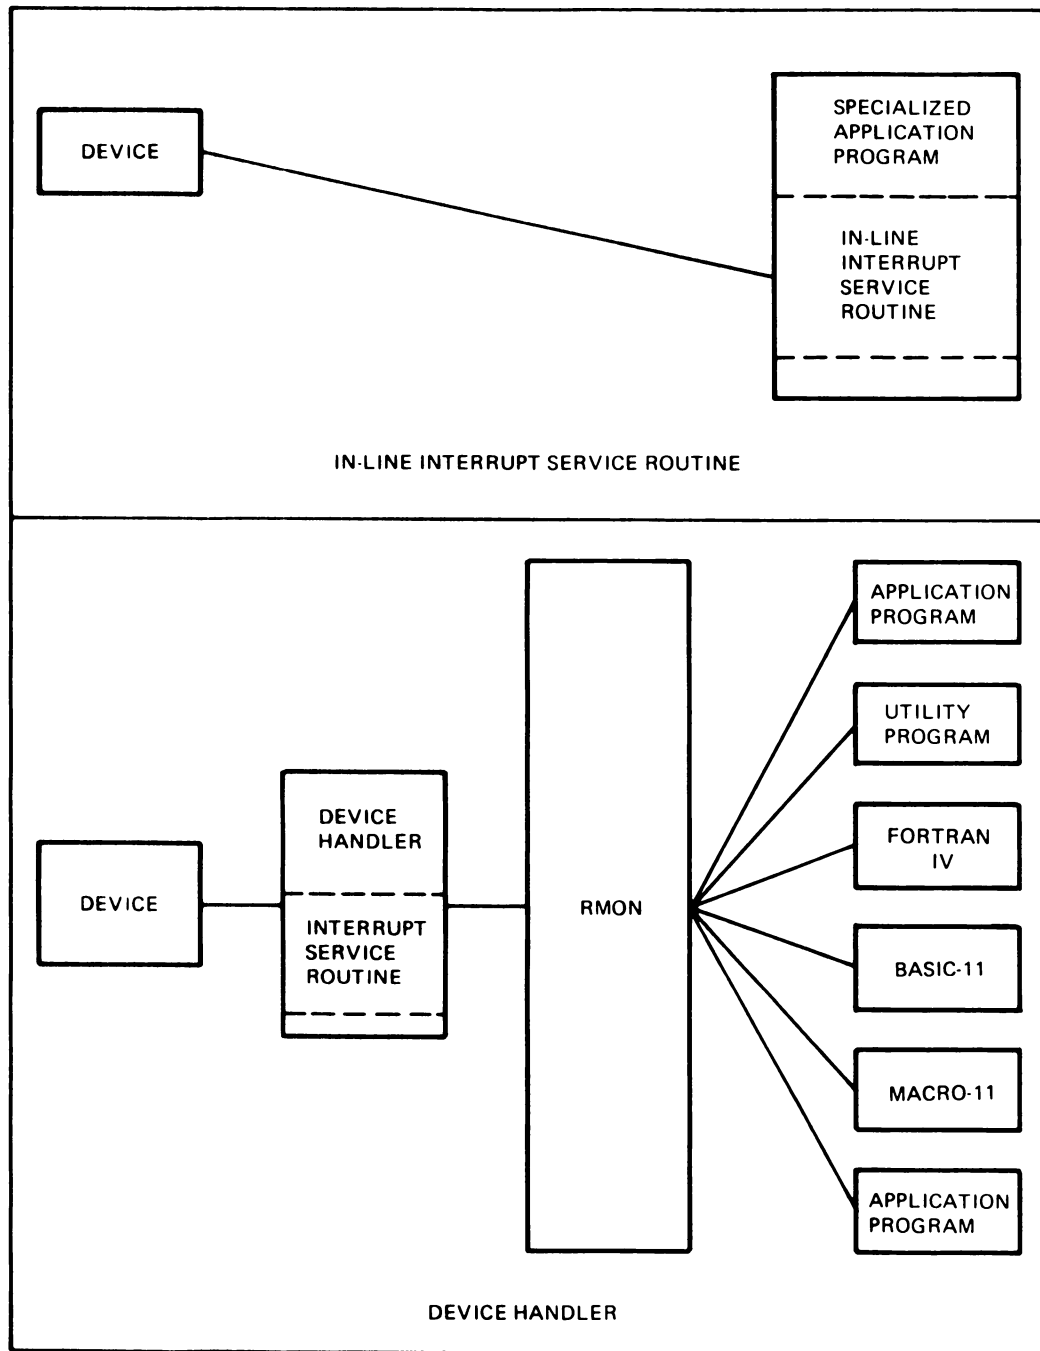 DEVICE
SPECIALIZED
APPLICATION
PROGRAM
IN-LINE
INTERRUPT
SERVICE
ROUTINE
IN-LINE INTERRUPT SERVICE ROUTINE
DEVICE
DEVICE
HANDLER
INTERRUPT
SERVICE
ROUTINE
RMON
APPLICATION
PROGRAM
UTILITY
PROGRAM
FORTRAN
IV
BASIC-11
MACRO-11
APPLICATION
PROGRAM
DEVICE HANDLER